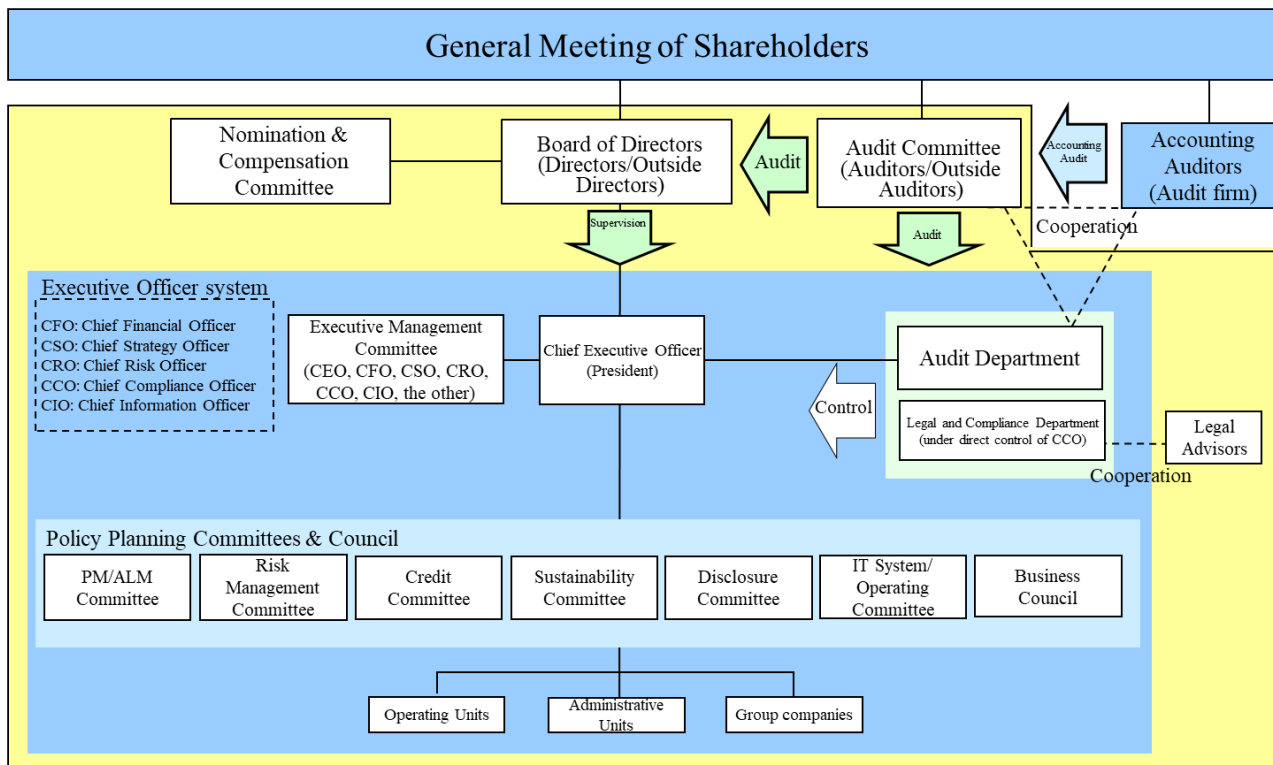 General Meeting of Shareholders
Nomination &
Compensation
Committee
Board of Directors
(Directors/Outside
Directors)
Audit
Audit Committee
(Auditors/Outside
Auditors)
Accounting
Audit
Accounting
Auditors
(Audit firm)
Supervision
Audit
Cooperation
Executive Officer system
CFO: Chief Financial Officer
CSO: Chief Strategy Officer
CRO: Chief Risk Officer
CCO: Chief Compliance Officer
CIO: Chief Information Officer
Executive Management
Committee
(CEO, CFO, CSO, CRO,
CCO, CIO, the other)
Chief Executive Officer
(President)
Audit Department
Control
Legal and Compliance Department
(under direct control of CCO)
Legal
Advisors
Cooperation
Policy Planning Committees & Council
PM/ALM
Committee
Risk
Management
Committee
Credit
Committee
Sustainability
Committee
Disclosure
Committee
IT System/
Operating
Committee
Business
Council
Operating Units
Administrative
Units
Group companies